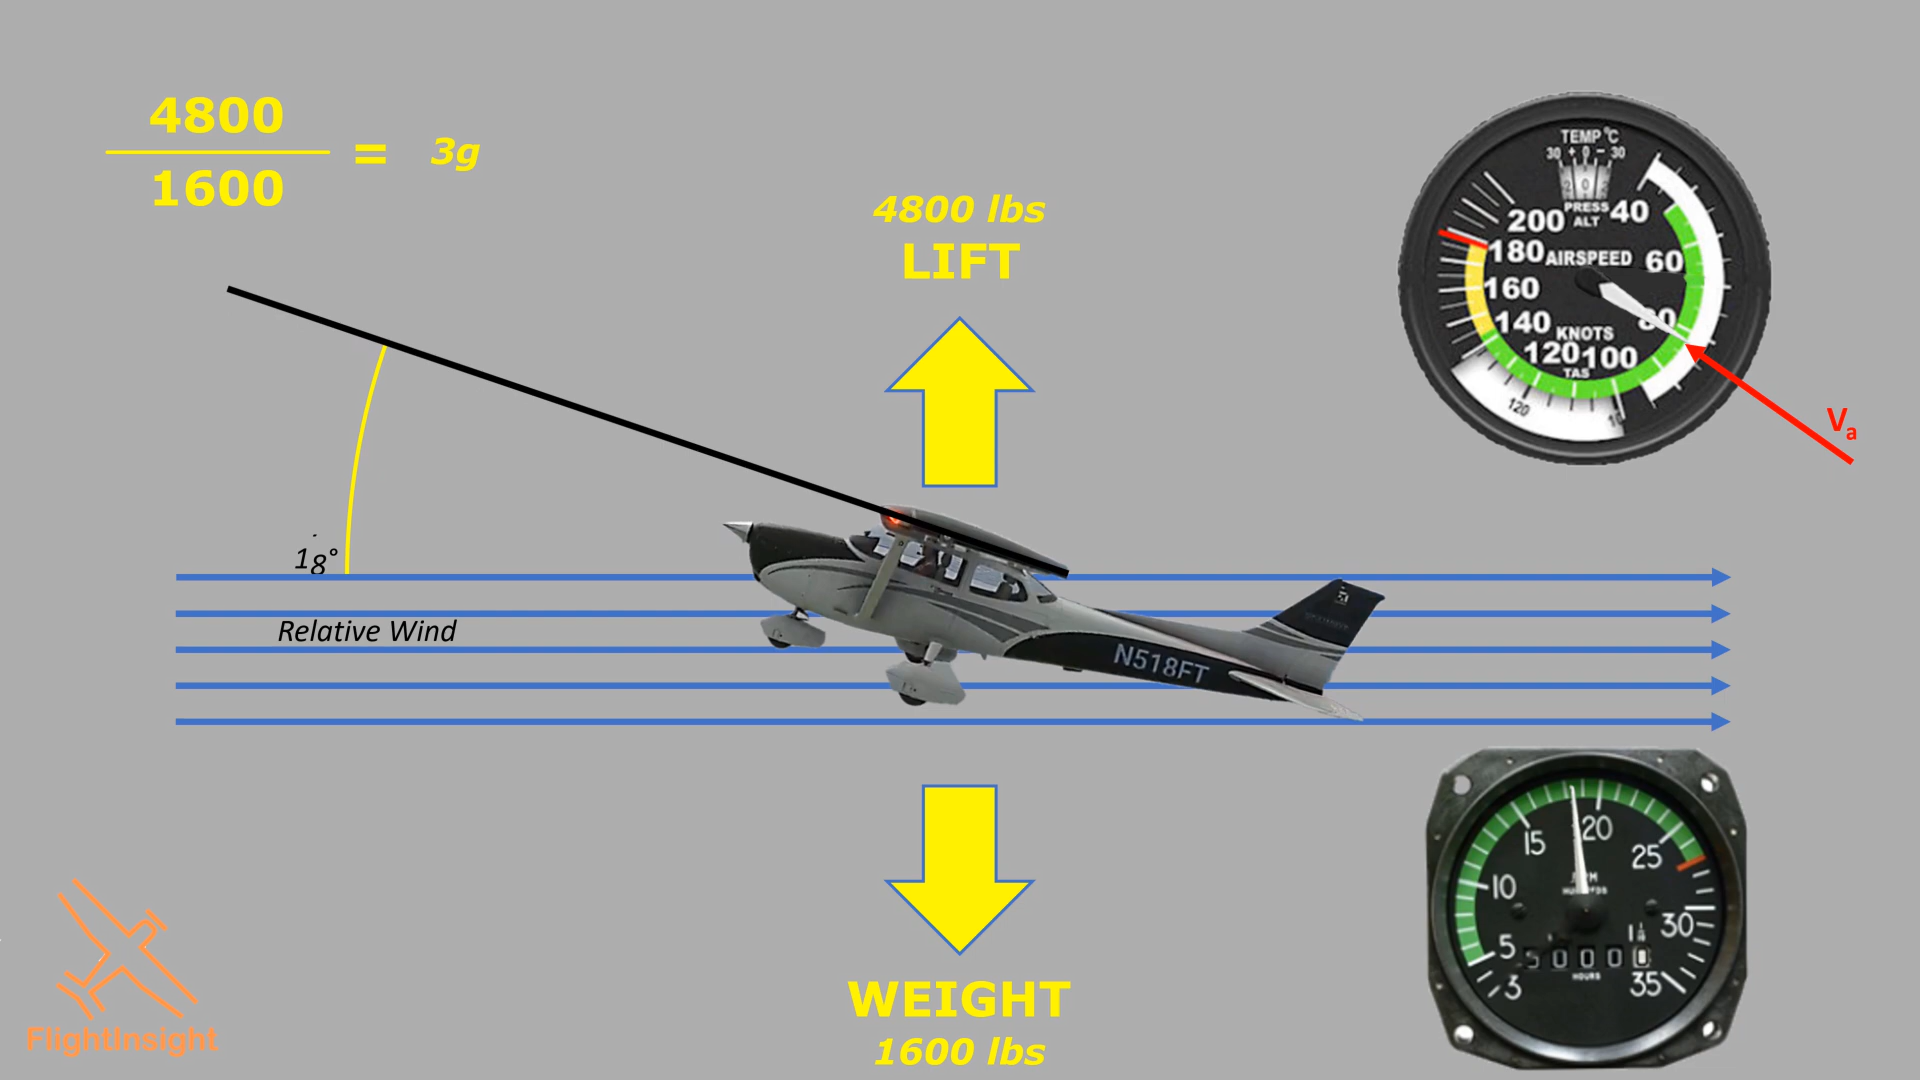 4800
1600
= 3g
4800 lbs
LIFT
TEMP °C
30 + 0 - 30
PRESS
ALT
200
40
180
AIRSPEED
60
160
80
140
KNOTS
120
100
TAS
120
Va
18°
Relative Wind
N518FT
WEIGHT
1600 lbs
15
20
25
10
30
5
5 0 0 0
HOURS
3
35
FlightInsight